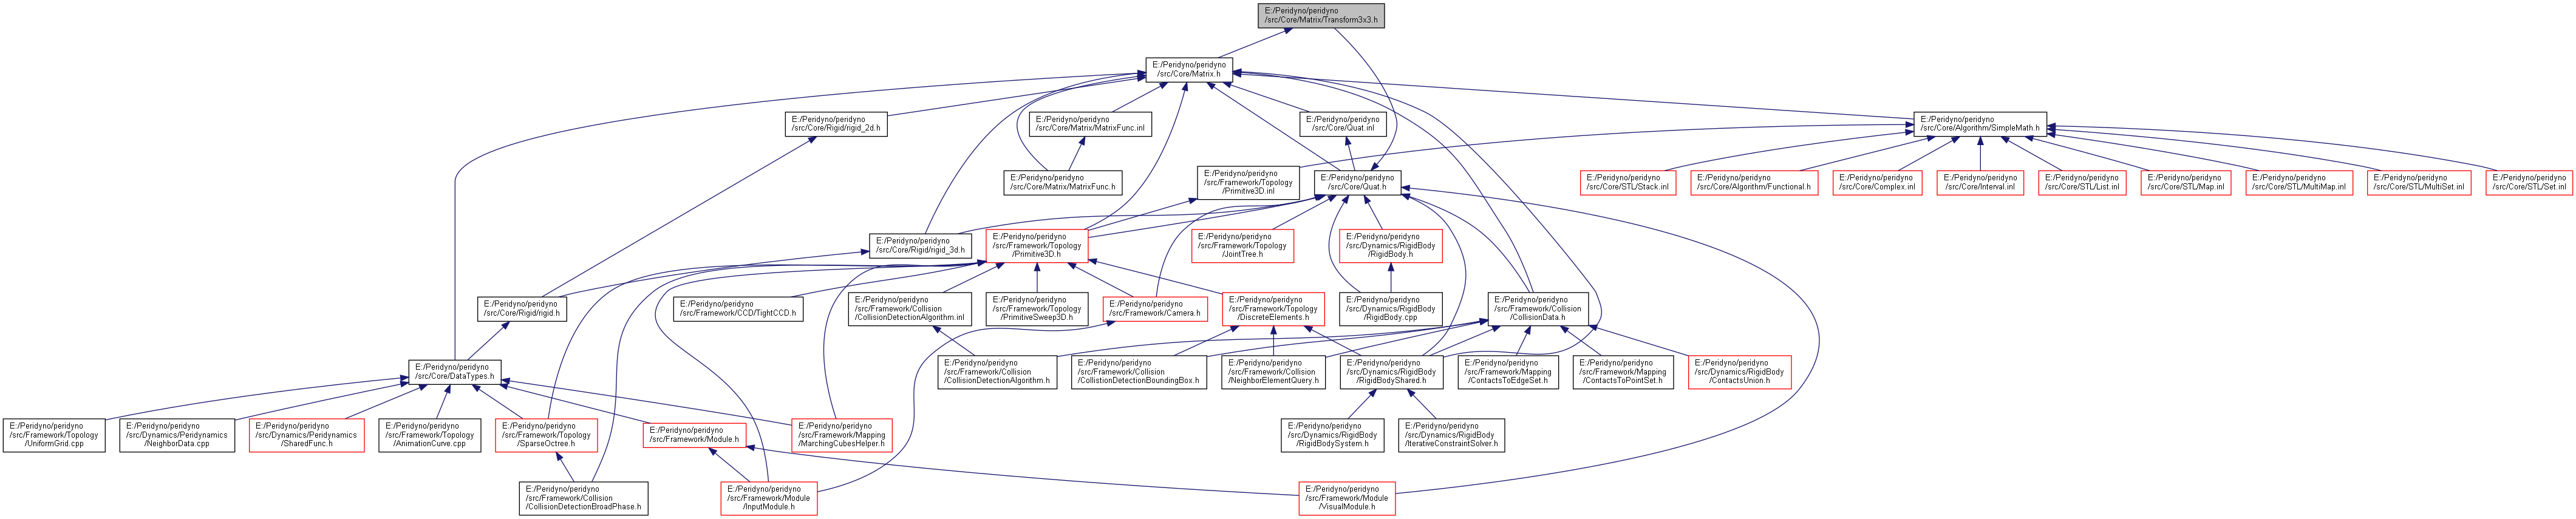 E:/Peridyno/peridyno
/src/Core/Matrix/Transform3x3.h
E:/Peridyno/peridyno
/src/Core/Matrix.h
E:/Peridyno/peridyno
/src/Core/Rigid/rigid_2d.h
E:/Peridyno/peridyno
/src/Core/Matrix/MatrixFunc.inl
E:/Peridyno/peridyno
/src/Core/Quat.inl
E:/Peridyno/peridyno
/src/Core/Algorithm/SimpleMath.h
E:/Peridyno/peridyno
/src/Core/Matrix/MatrixFunc.h
E:/Peridyno/peridyno
/src/Framework/Topology
/Primitive3D.inl
E:/Peridyno/peridyno
/src/Core/Quat.h
E:/Peridyno/peridyno
/src/Core/STL/Stack.inl
E:/Peridyno/peridyno
/src/Core/Algorithm/Functional.h
E:/Peridyno/peridyno
/src/Core/Complex.inl
E:/Peridyno/peridyno
/src/Core/Interval.inl
E:/Peridyno/peridyno
/src/Core/STL/List.inl
E:/Peridyno/peridyno
/src/Core/STL/Map.inl
E:/Peridyno/peridyno
/src/Core/STL/MultiMap.inl
E:/Peridyno/peridyno
/src/Core/STL/MultiSet.inl
E:/Peridyno/peridyno
/src/Core/STL/Set.inl
E:/Peridyno/peridyno
/src/Core/Rigid/rigid_3d.h
E:/Peridyno/peridyno
/src/Framework/Topology
/Primitive3D.h
E:/Peridyno/peridyno
/src/Framework/Topology
/JointTree.h
E:/Peridyno/peridyno
/src/Dynamics/RigidBody
/RigidBody.h
E:/Peridyno/peridyno
/src/Core/Rigid/rigid.h
E:/Peridyno/peridyno
/src/Framework/CCD/TightCCD.h
E:/Peridyno/peridyno
/src/Framework/Collision
/CollisionDetectionAlgorithm.inl
E:/Peridyno/peridyno
/src/Framework/Topology
/PrimitiveSweep3D.h
E:/Peridyno/peridyno
/src/Framework/Camera.h
E:/Peridyno/peridyno
/src/Framework/Topology
/DiscreteElements.h
E:/Peridyno/peridyno
/src/Dynamics/RigidBody
/RigidBody.cpp
E:/Peridyno/peridyno
/src/Framework/Collision
/CollisionData.h
E:/Peridyno/peridyno
/src/Core/DataTypes.h
E:/Peridyno/peridyno
/src/Framework/Collision
/CollisionDetectionAlgorithm.h
E:/Peridyno/peridyno
/src/Framework/Collision
/CollistionDetectionBoundingBox.h
E:/Peridyno/peridyno
/src/Framework/Collision
/NeighborElementQuery.h
E:/Peridyno/peridyno
/src/Dynamics/RigidBody
/RigidBodyShared.h
E:/Peridyno/peridyno
/src/Framework/Mapping
/ContactsToEdgeSet.h
E:/Peridyno/peridyno
/src/Framework/Mapping
/ContactsToPointSet.h
E:/Peridyno/peridyno
/src/Dynamics/RigidBody
/ContactsUnion.h
E:/Peridyno/peridyno
/src/Framework/Topology
/UniformGrid.cpp
E:/Peridyno/peridyno
/src/Dynamics/Peridynamics
/NeighborData.cpp
E:/Peridyno/peridyno
/src/Dynamics/Peridynamics
/SharedFunc.h
E:/Peridyno/peridyno
/src/Framework/Topology
/AnimationCurve.cpp
E:/Peridyno/peridyno
/src/Framework/Topology
/SparseOctree.h
E:/Peridyno/peridyno
/src/Framework/Module.h
E:/Peridyno/peridyno
/src/Framework/Mapping
/MarchingCubesHelper.h
E:/Peridyno/peridyno
/src/Dynamics/RigidBody
/RigidBodySystem.h
E:/Peridyno/peridyno
/src/Dynamics/RigidBody
/IterativeConstraintSolver.h
E:/Peridyno/peridyno
/src/Framework/Collision
/CollisionDetectionBroadPhase.h
E:/Peridyno/peridyno
/src/Framework/Module
/InputModule.h
E:/Peridyno/peridyno
/src/Framework/Module
/VisualModule.h